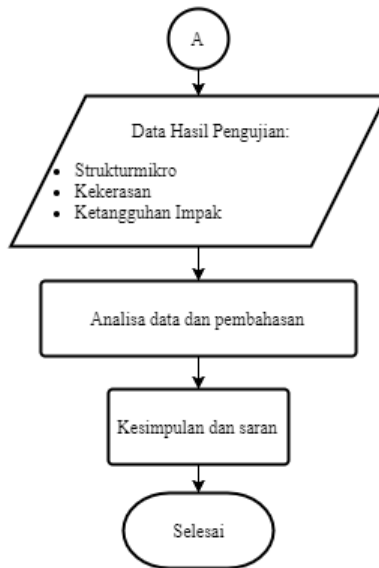 A
Data Hasil Pengujian:
• Strukturmikro
• Kekerasan
• Ketangguhan Impak
Analisa data dan pembahasan
Kesimpulan dan saran
Selesai